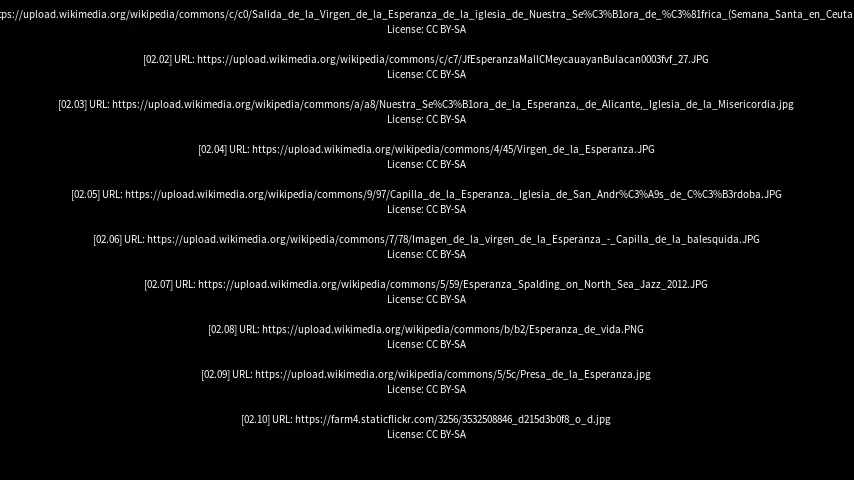 ps://upload.wikimedia.org/wikipedia/commons/c/c0/Salida_de_la_Virgen_de_la_Esperanza_de_la_iglesia_de_Nuestra_Se%C3%B1ora_de_%C3%81frica_(Semana_Santa_en_Ceuta
License: CC BY-SA
[02.02] URL: https://upload.wikimedia.org/wikipedia/commons/c/c7/JfEsperanzaMallCMeycauayanBulacan0003fvf_27.JPG
License: CC BY-SA
[02.03] URL: https://upload.wikimedia.org/wikipedia/commons/a/a8/Nuestra_Se%C3%B1ora_de_la_Esperanza,_de_Alicante,_Iglesia_de_la_Misericordia.jpg
License: CC BY-SA
[02.04] URL: https://upload.wikimedia.org/wikipedia/commons/4/45/Virgen_de_la_Esperanza.JPG
License: CC BY-SA
[02.05] URL: https://upload.wikimedia.org/wikipedia/commons/9/97/Capilla_de_la_Esperanza._Iglesia_de_San_Andr%C3%A9s_de_C%C3%B3rdoba.JPG
License: CC BY-SA
[02.06] URL: https://upload.wikimedia.org/wikipedia/commons/7/78/Imagen_de_la_virgen_de_la_Esperanza_-_Capilla_de_la_balesquida.JPG
License: CC BY-SA
[02.07] URL: https://upload.wikimedia.org/wikipedia/commons/5/59/Esperanza_Spalding_on_North_Sea_Jazz_2012.JPG
License: CC BY-SA
[02.08] URL: https://upload.wikimedia.org/wikipedia/commons/b/b2/Esperanza_de_vida.PNG
License: CC BY-SA
[02.09] URL: https://upload.wikimedia.org/wikipedia/commons/5/5c/Presa_de_la_Esperanza.jpg
License: CC BY-SA
[02.10] URL: https://farm4.staticflickr.com/3256/3532508846_d215d3b0f8_o_d.jpg
License: CC BY-SA